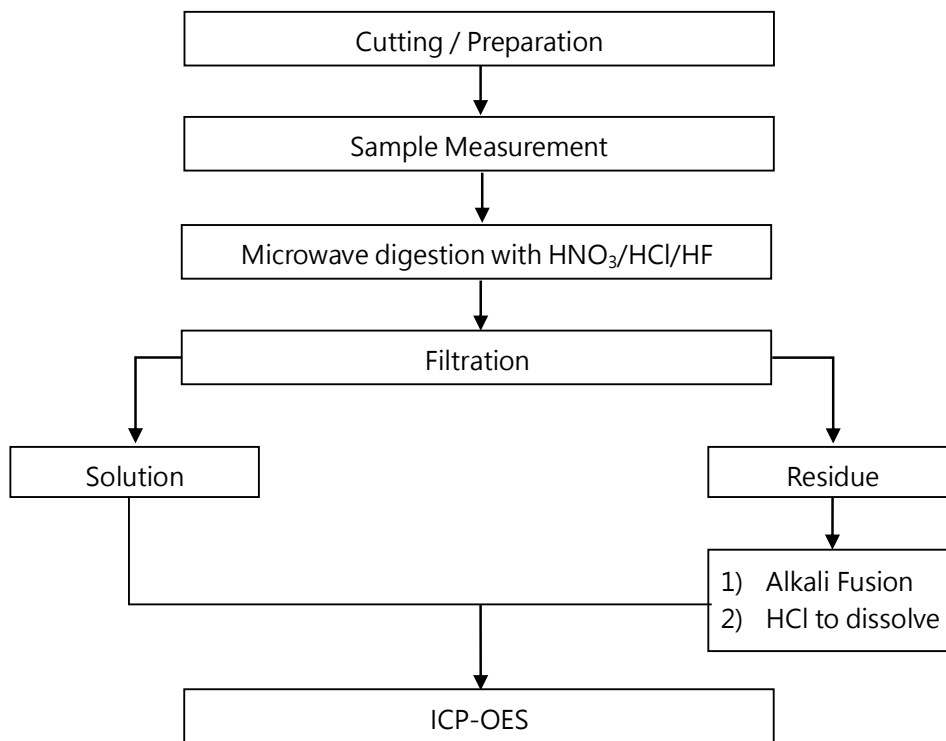 Cutting / Preparation
Sample Measurement
Microwave digestion with HNO₃/HCl/HF
Filtration
Solution
Residue
1) Alkali Fusion
2) HCl to dissolve
ICP-OES